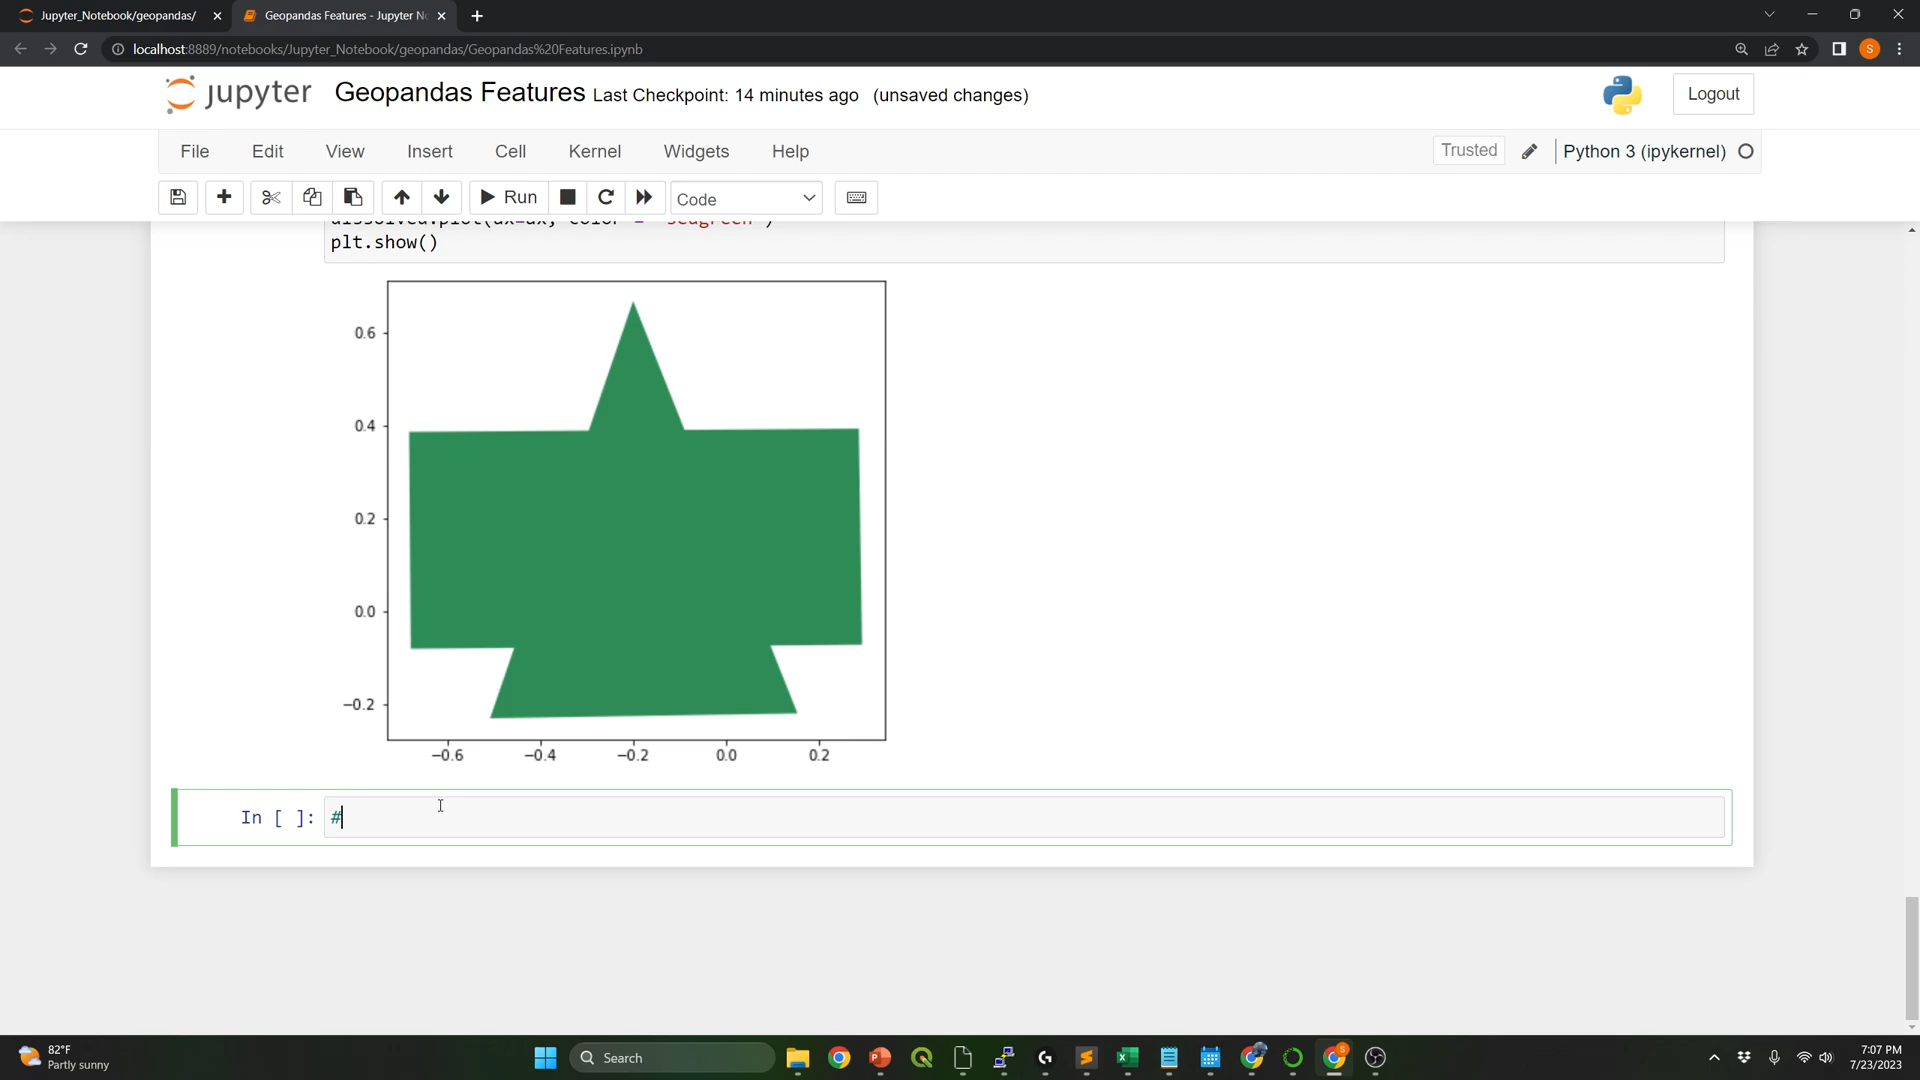 Jupyter_Notebook/geopandas/
Geopandas Features - Jupyter No
localhost:8889/notebooks/Jupyter_Notebook/geopandas/Geopandas%20Features.ipynb
S
jupyter Geopandas Features Last Checkpoint: 14 minutes ago (unsaved changes)
Logout
File Edit View Insert Cell Kernel Widgets Help
Trusted Python 3 (ipykernel)
Run Code
plt.show()
0.6
0.4
0.2
0.0
−0.2
−0.6 −0.4 −0.2 0.0 0.2
In [ ]: #
82°F
Partly sunny
Search
7:07 PM
7/23/2023